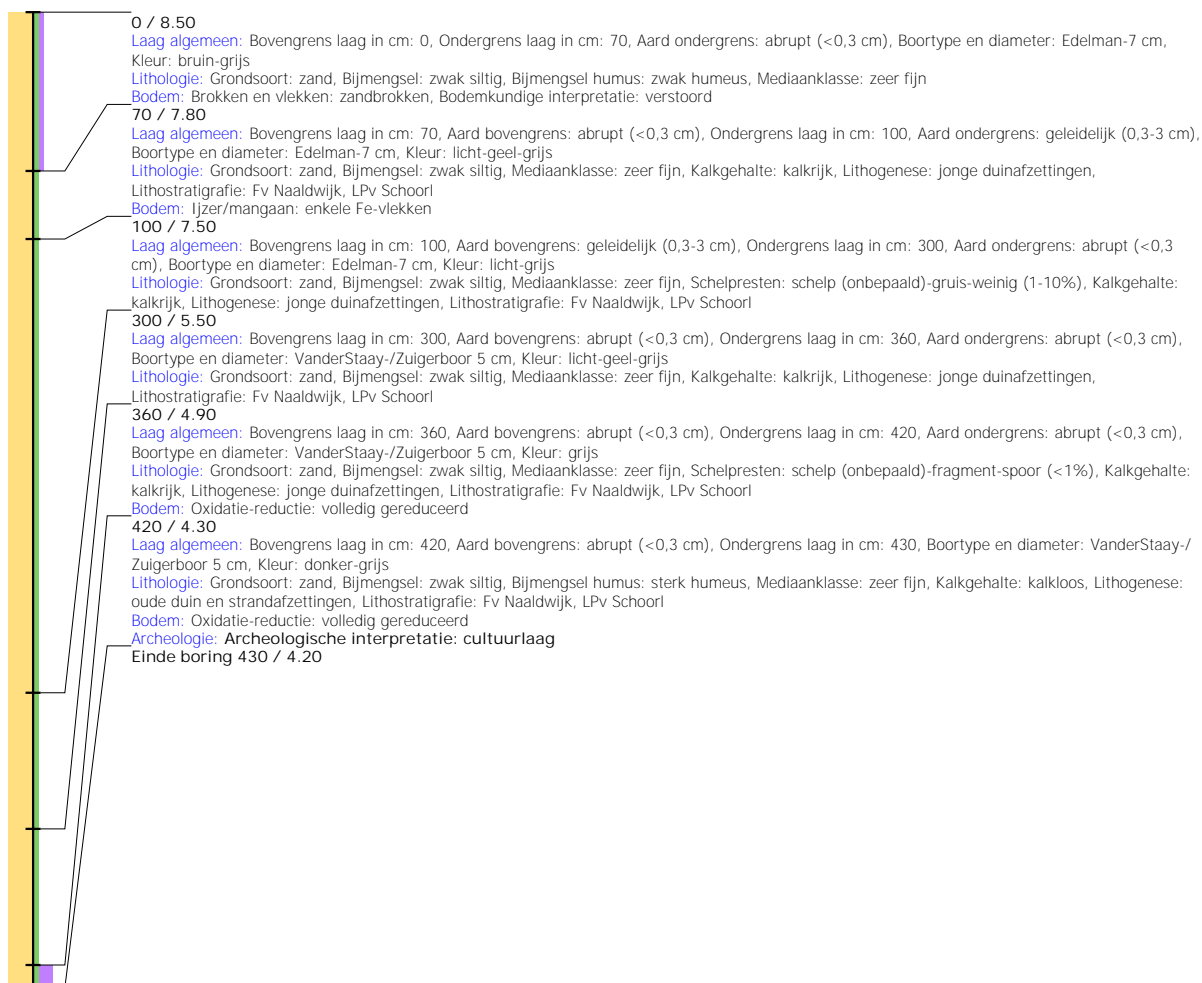 0 / 8.50
Laag algemeen: Bovengrens laag in cm: 0, Ondergrens laag in cm: 70, Aard ondergrens: abrupt (<0,3 cm), Boortype en diameter: Edelman-7 cm,
Kleur: bruin-grijs
Lithologie: Grondsoort: zand, Bijmengsel: zwak siltig, Bijmengsel humus: zwak humeus, Mediaanklasse: zeer fijn
Bodem: Brokken en vlekken: zandbrokken, Bodemkundige interpretatie: verstoord
70 / 7.80
Laag algemeen: Bovengrens laag in cm: 70, Aard bovengrens: abrupt (<0,3 cm), Ondergrens laag in cm: 100, Aard ondergrens: geleidelijk (0,3-3 cm),
Boortype en diameter: Edelman-7 cm, Kleur: licht-geel-grijs
Lithologie: Grondsoort: zand, Bijmengsel: zwak siltig, Mediaanklasse: zeer fijn, Kalkgehalte: kalkrijk, Lithogenese: jonge duinafzettingen,
Lithostratigrafie: Fv Naaldwijk, LPv Schoorl
Bodem: Ijzer/mangaan: enkele Fe-vlekken
100 / 7.50
Laag algemeen: Bovengrens laag in cm: 100, Aard bovengrens: geleidelijk (0,3-3 cm), Ondergrens laag in cm: 300, Aard ondergrens: abrupt (<0,3
cm), Boortype en diameter: Edelman-7 cm, Kleur: licht-grijs
Lithologie: Grondsoort: zand, Bijmengsel: zwak siltig, Mediaanklasse: zeer fijn, Schelpresten: schelp (onbepaald)-gruis-weinig (1-10%), Kalkgehalte:
kalkrijk, Lithogenese: jonge duinafzettingen, Lithostratigrafie: Fv Naaldwijk, LPv Schoorl
300 / 5.50
Laag algemeen: Bovengrens laag in cm: 300, Aard bovengrens: abrupt (<0,3 cm), Ondergrens laag in cm: 360, Aard ondergrens: abrupt (<0,3 cm),
Boortype en diameter: VanderStaay-/Zuigerboor 5 cm, Kleur: licht-geel-grijs
Lithologie: Grondsoort: zand, Bijmengsel: zwak siltig, Mediaanklasse: zeer fijn, Kalkgehalte: kalkrijk, Lithogenese: jonge duinafzettingen,
Lithostratigrafie: Fv Naaldwijk, LPv Schoorl
360 / 4.90
Laag algemeen: Bovengrens laag in cm: 360, Aard bovengrens: abrupt (<0,3 cm), Ondergrens laag in cm: 420, Aard ondergrens: abrupt (<0,3 cm),
Boortype en diameter: VanderStaay-/Zuigerboor 5 cm, Kleur: grijs
Lithologie: Grondsoort: zand, Bijmengsel: zwak siltig, Mediaanklasse: zeer fijn, Schelpresten: schelp (onbepaald)-fragment-spoor (<1%), Kalkgehalte:
kalkrijk, Lithogenese: jonge duinafzettingen, Lithostratigrafie: Fv Naaldwijk, LPv Schoorl
Bodem: Oxidatie-reductie: volledig gereduceerd
420 / 4.30
Laag algemeen: Bovengrens laag in cm: 420, Aard bovengrens: abrupt (<0,3 cm), Ondergrens laag in cm: 430, Boortype en diameter: VanderStaay-/
Zuigerboor 5 cm, Kleur: donker-grijs
Lithologie: Grondsoort: zand, Bijmengsel: zwak siltig, Bijmengsel humus: sterk humeus, Mediaanklasse: zeer fijn, Kalkgehalte: kalkloos, Lithogenese:
oude duin en strandafzettingen, Lithostratigrafie: Fv Naaldwijk, LPv Schoorl
Bodem: Oxidatie-reductie: volledig gereduceerd
Archeologie: Archeologische interpretatie: cultuurlaag
Einde boring 430 / 4.20